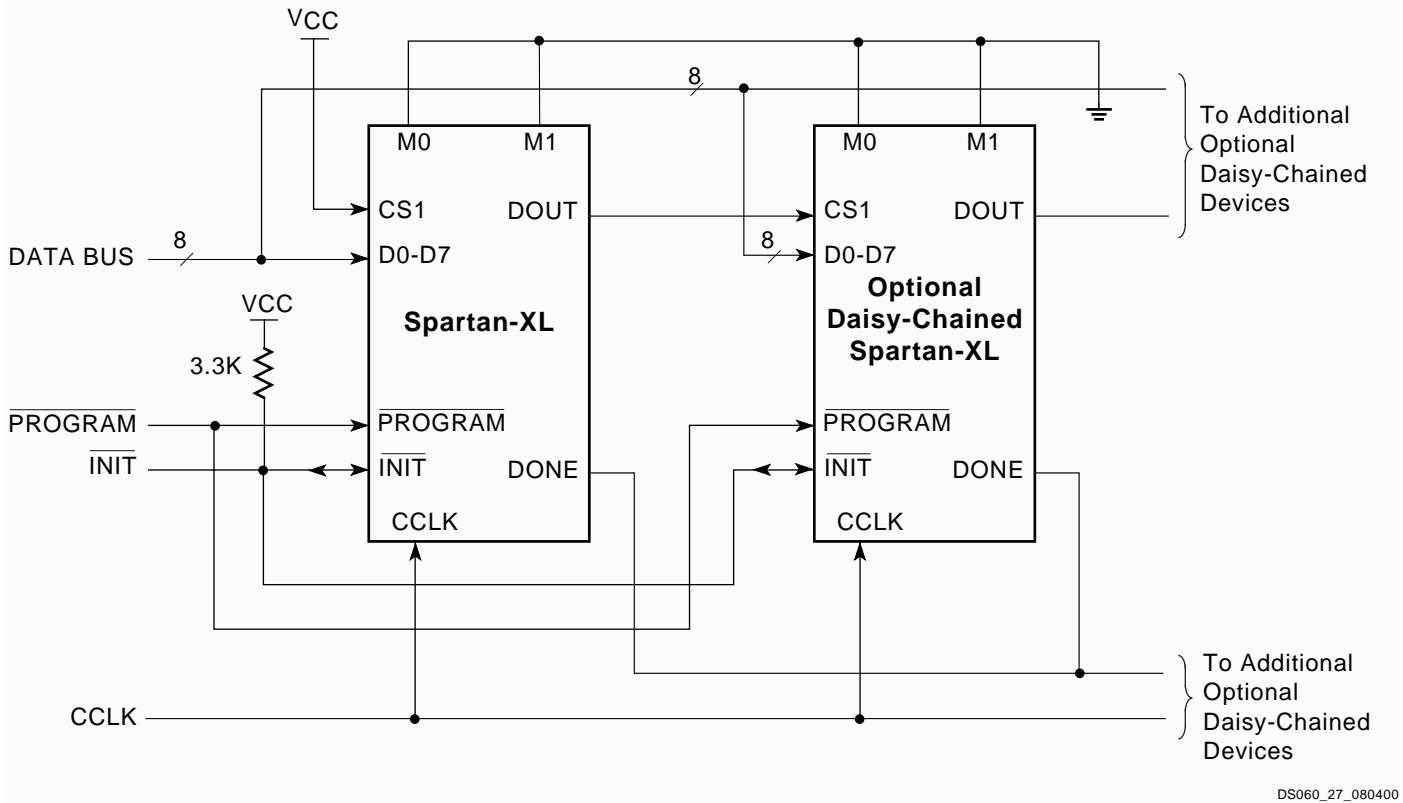 VCC
8
M0 M1
M0 M1
To Additional
Optional
Daisy-Chained
Devices
CS1 DOUT
CS1 DOUT
DATA BUS
8
D0-D7
8
D0-D7
VCC
3.3K
Spartan-XL
Optional
Daisy-Chained
Spartan-XL
PROGRAM
PROGRAM
PROGRAM
INIT
INIT DONE
INIT DONE
CCLK
CCLK
To Additional
Optional
Daisy-Chained
Devices
CCLK
DS060_27_080400